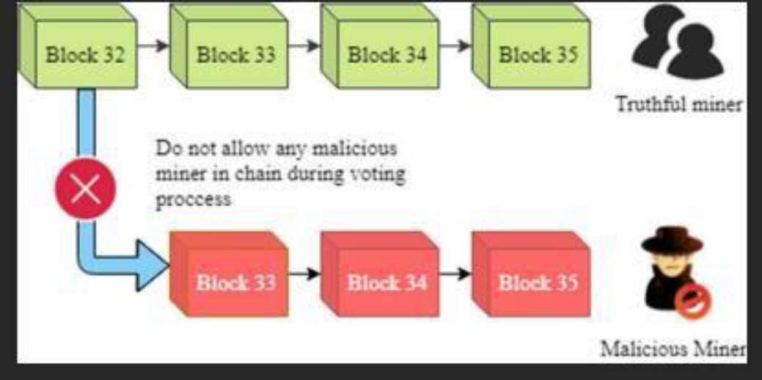 Block 32
Block 33
Block 34
Block 35
Truthful miner
Do not allow any malicious
miner in chain during voting
proccess
Block 33
Block 34
Block 35
Malicious Miner